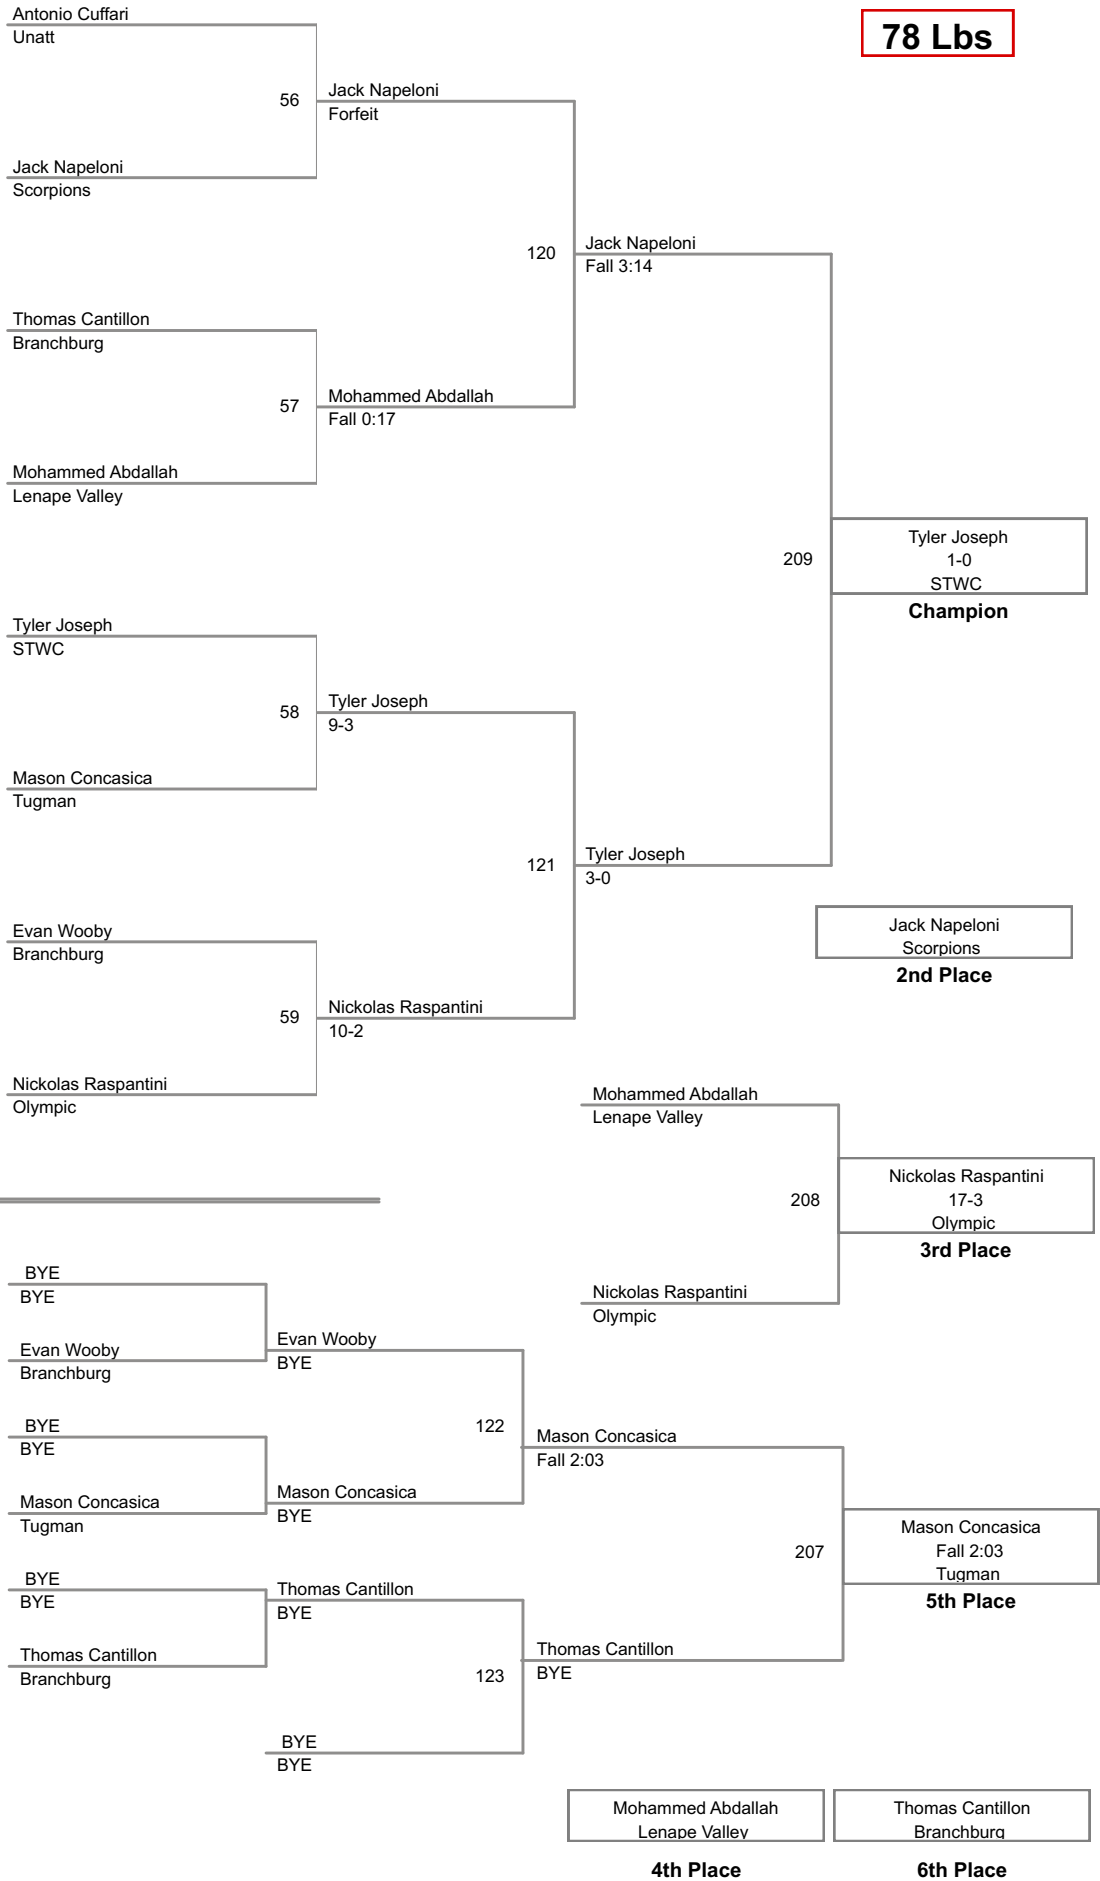 Antonio Cuffari
Unatt
78 Lbs
56
Jack Napeloni
Forfeit
Jack Napeloni
Scorpions
120
Jack Napeloni
Fall 3:14
Thomas Cantillon
Branchburg
57
Mohammed Abdallah
Fall 0:17
Mohammed Abdallah
Lenape Valley
209
Tyler Joseph
1-0
STWC
Champion
Tyler Joseph
STWC
58
Tyler Joseph
9-3
Mason Concasica
Tugman
121
Tyler Joseph
3-0
Evan Wooby
Branchburg
Jack Napeloni
Scorpions
2nd Place
59
Nickolas Raspantini
10-2
Nickolas Raspantini
Olympic
Mohammed Abdallah
Lenape Valley
208
Nickolas Raspantini
17-3
Olympic
3rd Place
Nickolas Raspantini
Olympic
BYE
BYE
Evan Wooby
Branchburg
Evan Wooby
BYE
BYE
BYE
122
Mason Concasica
Fall 2:03
Mason Concasica
Tugman
Mason Concasica
BYE
207
Mason Concasica
Fall 2:03
Tugman
5th Place
BYE
BYE
Thomas Cantillon
BYE
Thomas Cantillon
Branchburg
123
Thomas Cantillon
BYE
BYE
BYE
Mohammed Abdallah
Lenape Valley
4th Place
Thomas Cantillon
Branchburg
6th Place